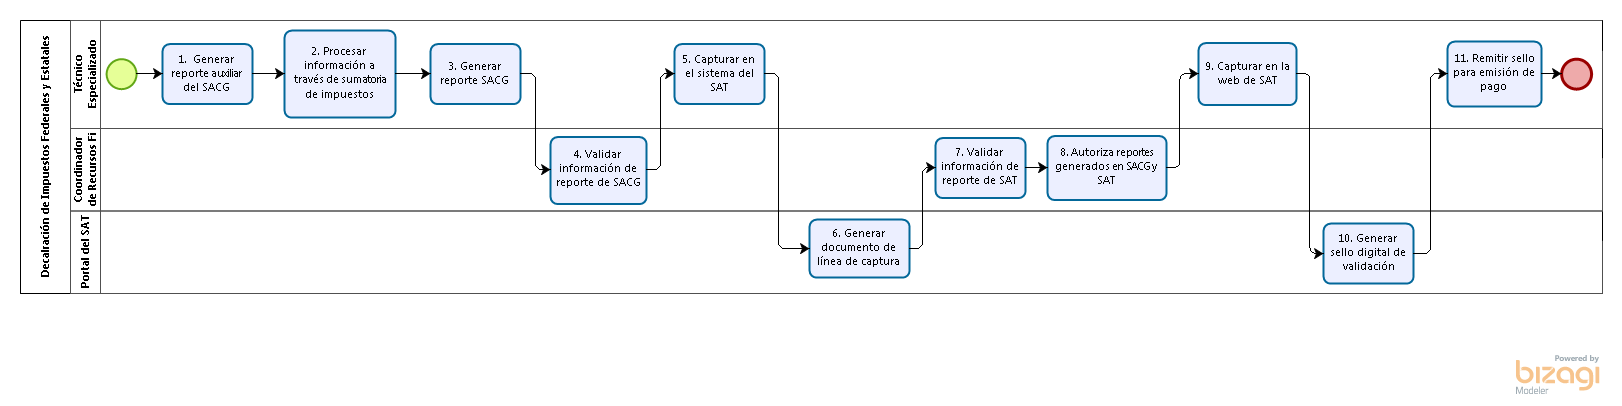 Decalración de Impuestos Federales y Estatales
Técnico
Especializado
1. Generar
reporte auxiliar
del SACG
2. Procesar
información a
través de sumatoria
de impuestos
3. Generar
reporte SACG
5. Capturar en
el sistema del
SAT
9. Capturar en la
web de SAT
11. Remitir sello
para emisión de
pago
Coordinador
de Recursos Fi
4. Validar
información de
reporte de SACG
7. Validar
información de
reporte de SAT
8. Autoriza reportes
generados en SACG y
SAT
Portal del SAT
6. Generar
documento de
línea de captura
10. Generar
sello digital de
validación
Powered by
bizagi
Modeler